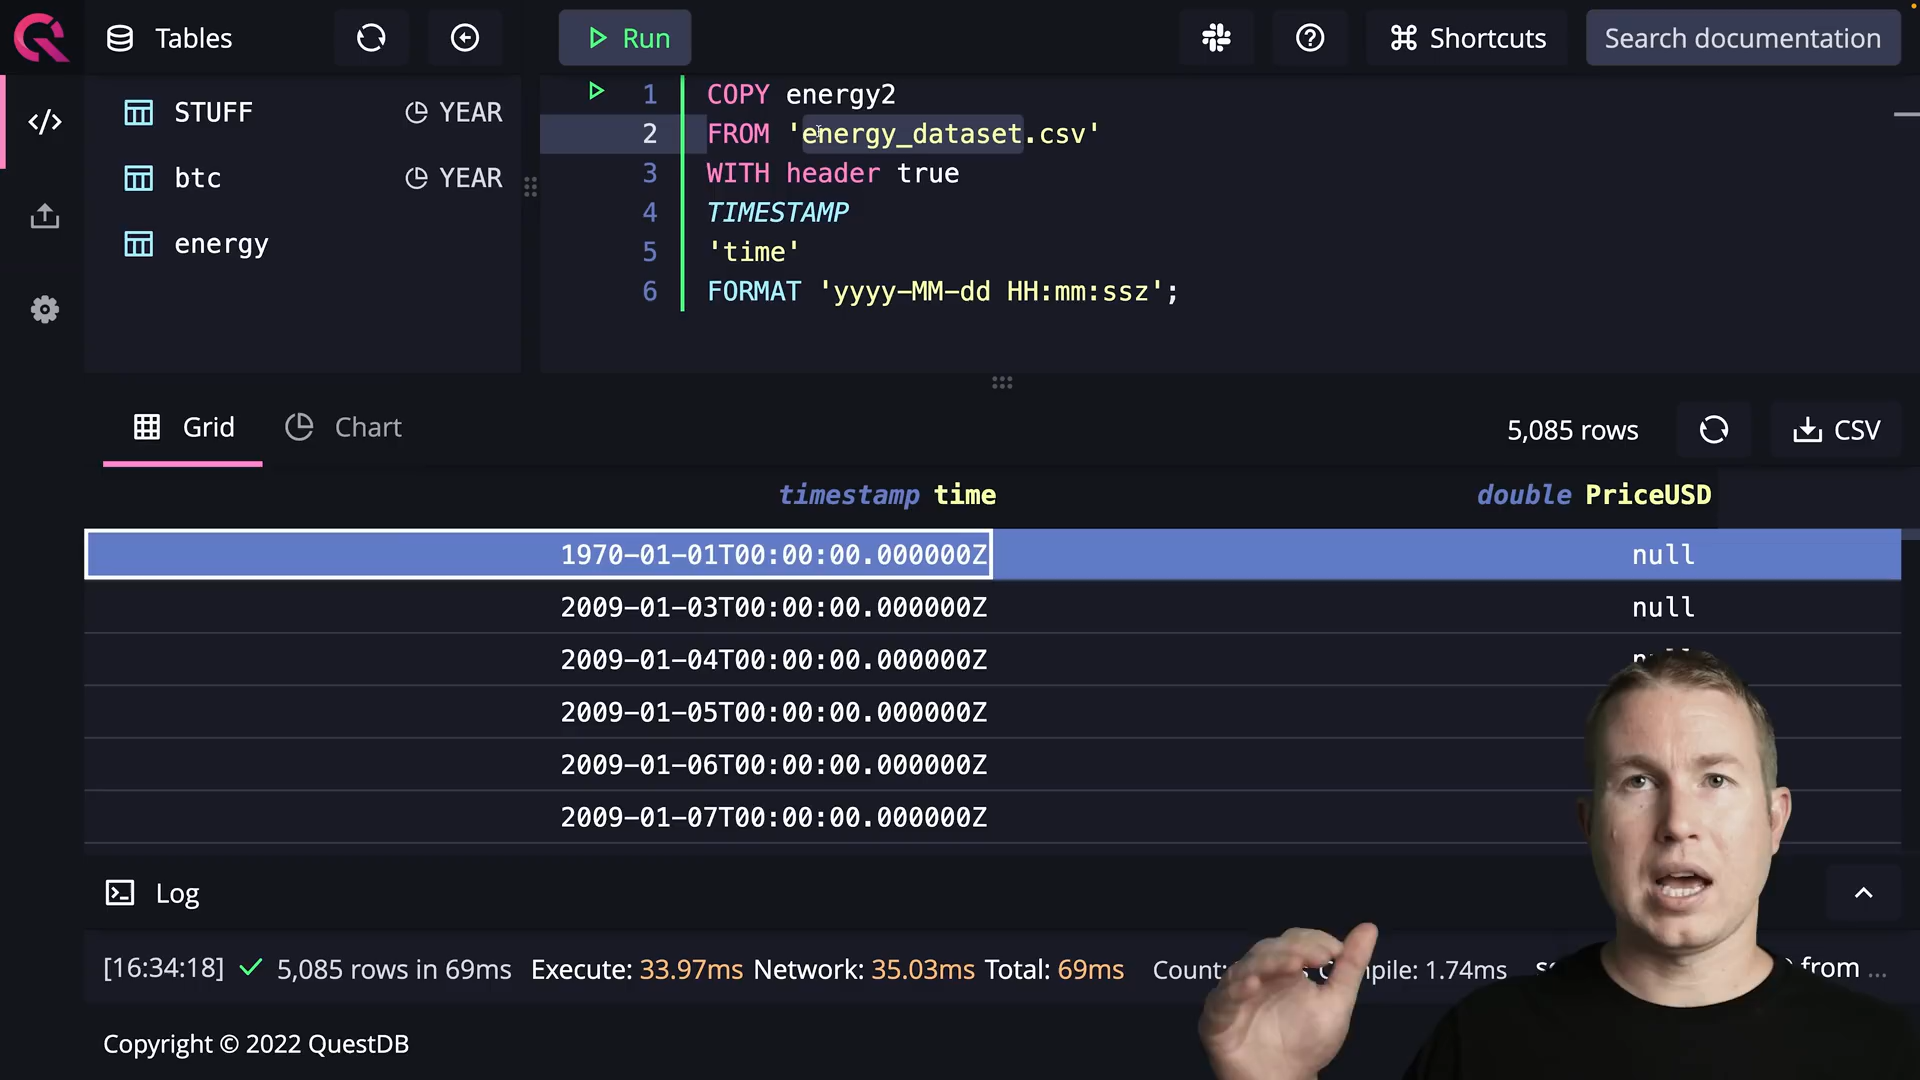 Tables
Run
Shortcuts
Search documentation
STUFF YEAR
btc YEAR
energy
1 COPY energy2
2 FROM 'energy_dataset.csv'
3 WITH header true
4 TIMESTAMP
5 'time'
6 FORMAT 'yyyy-MM-dd HH:mm:ssz';
Grid Chart 5,085 rows CSV
timestamp time double PriceUSD
1970-01-01T00:00:00.000000Z null
2009-01-03T00:00:00.000000Z null
2009-01-04T00:00:00.000000Z
2009-01-05T00:00:00.000000Z
2009-01-06T00:00:00.000000Z
2009-01-07T00:00:00.000000Z
Log
[16:34:18] 5,085 rows in 69ms Execute: 33.97ms Network: 35.03ms Total: 69ms Count: 1.74ms from ...
Copyright © 2022 QuestDB